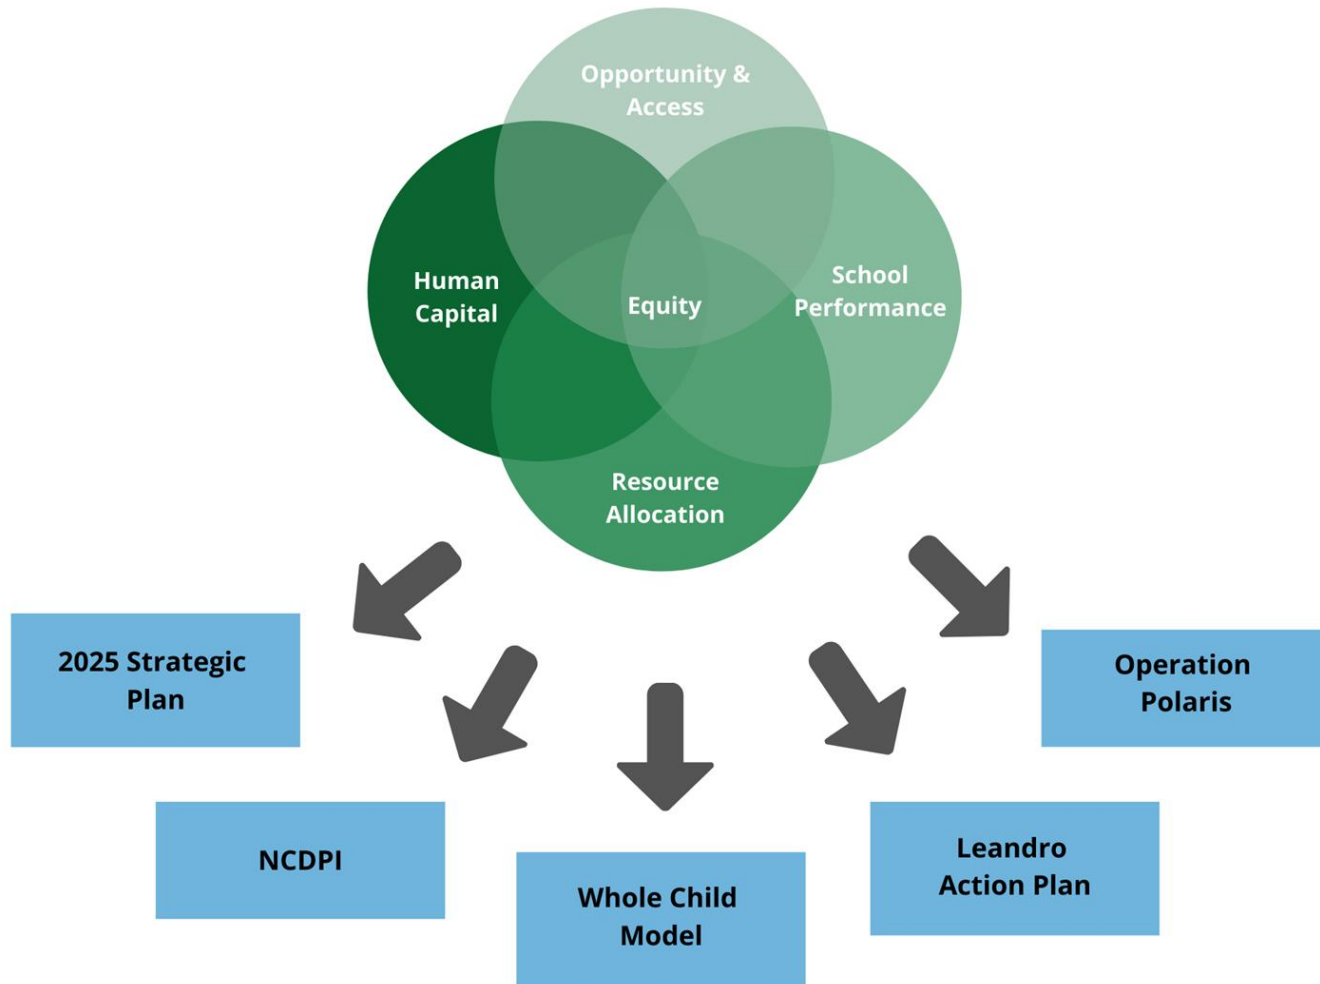 Opportunity &
Access
Human
Capital
Equity
School
Performance
Resource
Allocation
2025 Strategic
Plan
NCDPI
Whole Child
Model
Leandro
Action Plan
Operation
Polaris